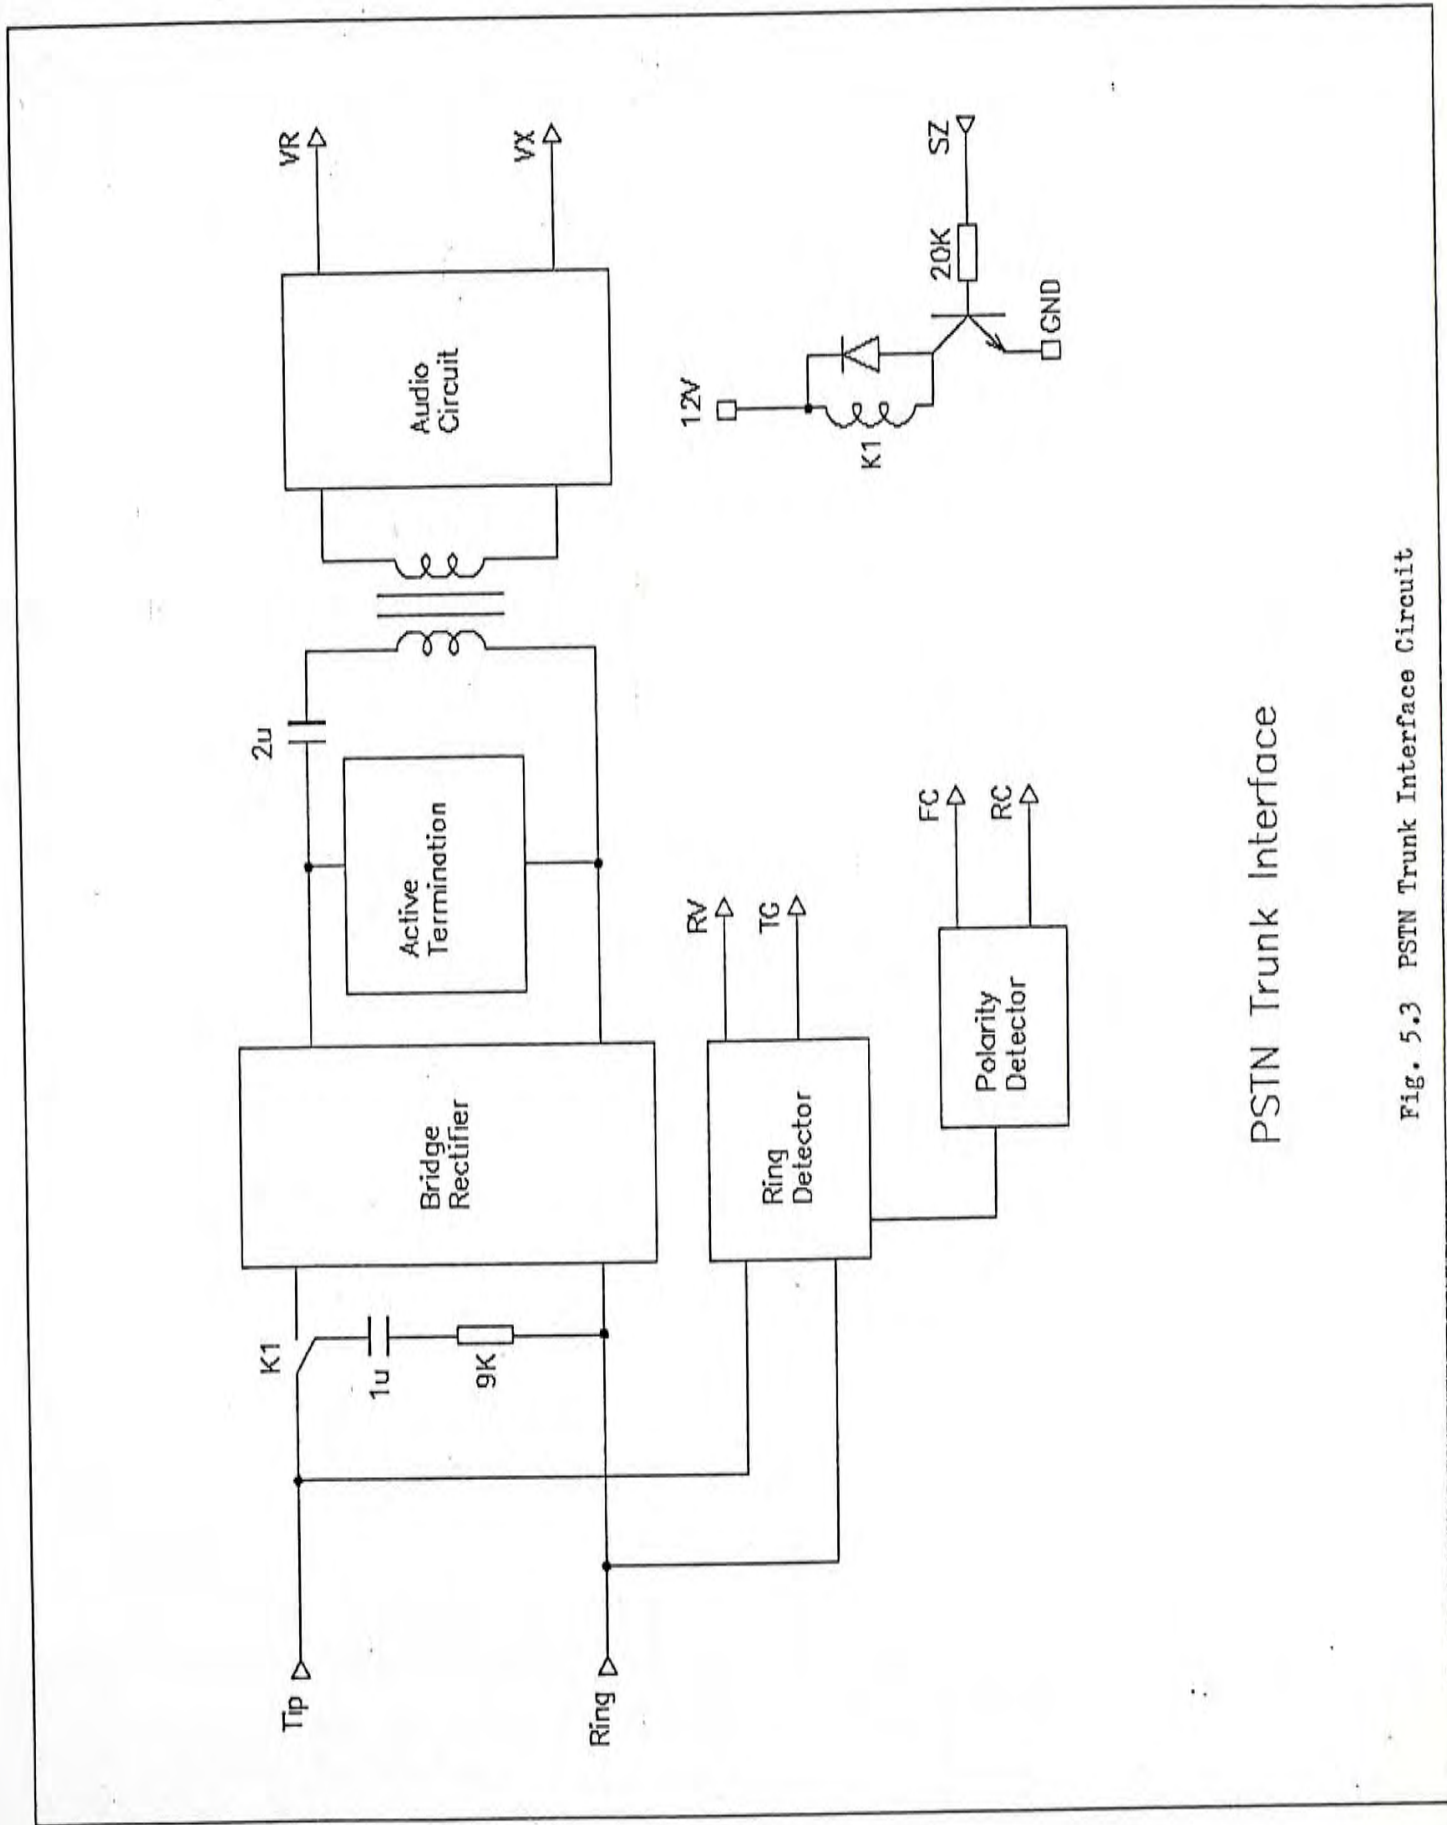 Tip
Ring
K1
1u
9K
Bridge
Rectifier
Active
Termination
2u
Audio
Circuit
VR
VX
Ring
Detector
RV
TG
Polarity
Detector
FC
RC
12V
K1
20K
SZ
GND
PSTN Trunk Interface
Fig. 5.3 PSTN Trunk Interface Circuit